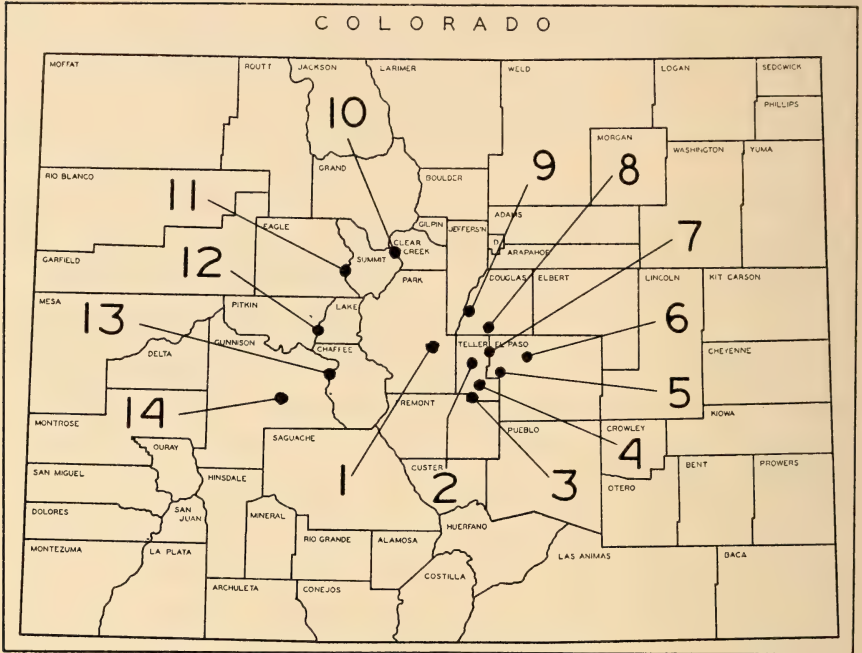 COLORADO
MOFFAT
ROUTT
JACKSON
LARIMER
WELD
LOGAN
SEDGWICK
PHILLIPS
10
MORGAN
WASHINGTON
YUMA
RIO BLANCO
GRAND
BOULDER
9
8
11
EAGLE
GILPIN
JEFFERS'N
ADAMS
D
7
GARFIELD
12
SUMMIT
CLEAR
CREEK
ARAPAHOE
PARK
DOUGLAS
ELBERT
LINCOLN
KIT CARSON
MESA
PITKIN
LAKE
13
6
DELTA
GUNNISON
CHAFFEE
TELLER
EL PASO
CHEYENNE
14
5
MONTROSE
FREMONT
KIOWA
OURAY
SAGUACHE
PUEBLO
CROWLEY
4
SAN MIGUEL
HINSDALE
1
CUSTER
2
3
BENT
PROWERS
OTERO
DOLORES
SAN
JUAN
MINERAL
HUERFANO
MONTEZUMA
LA PLATA
RIO GRANDE
ALAMOSA
LAS ANIMAS
BACA
COSTILLA
ARCHULETA
CONEJOS